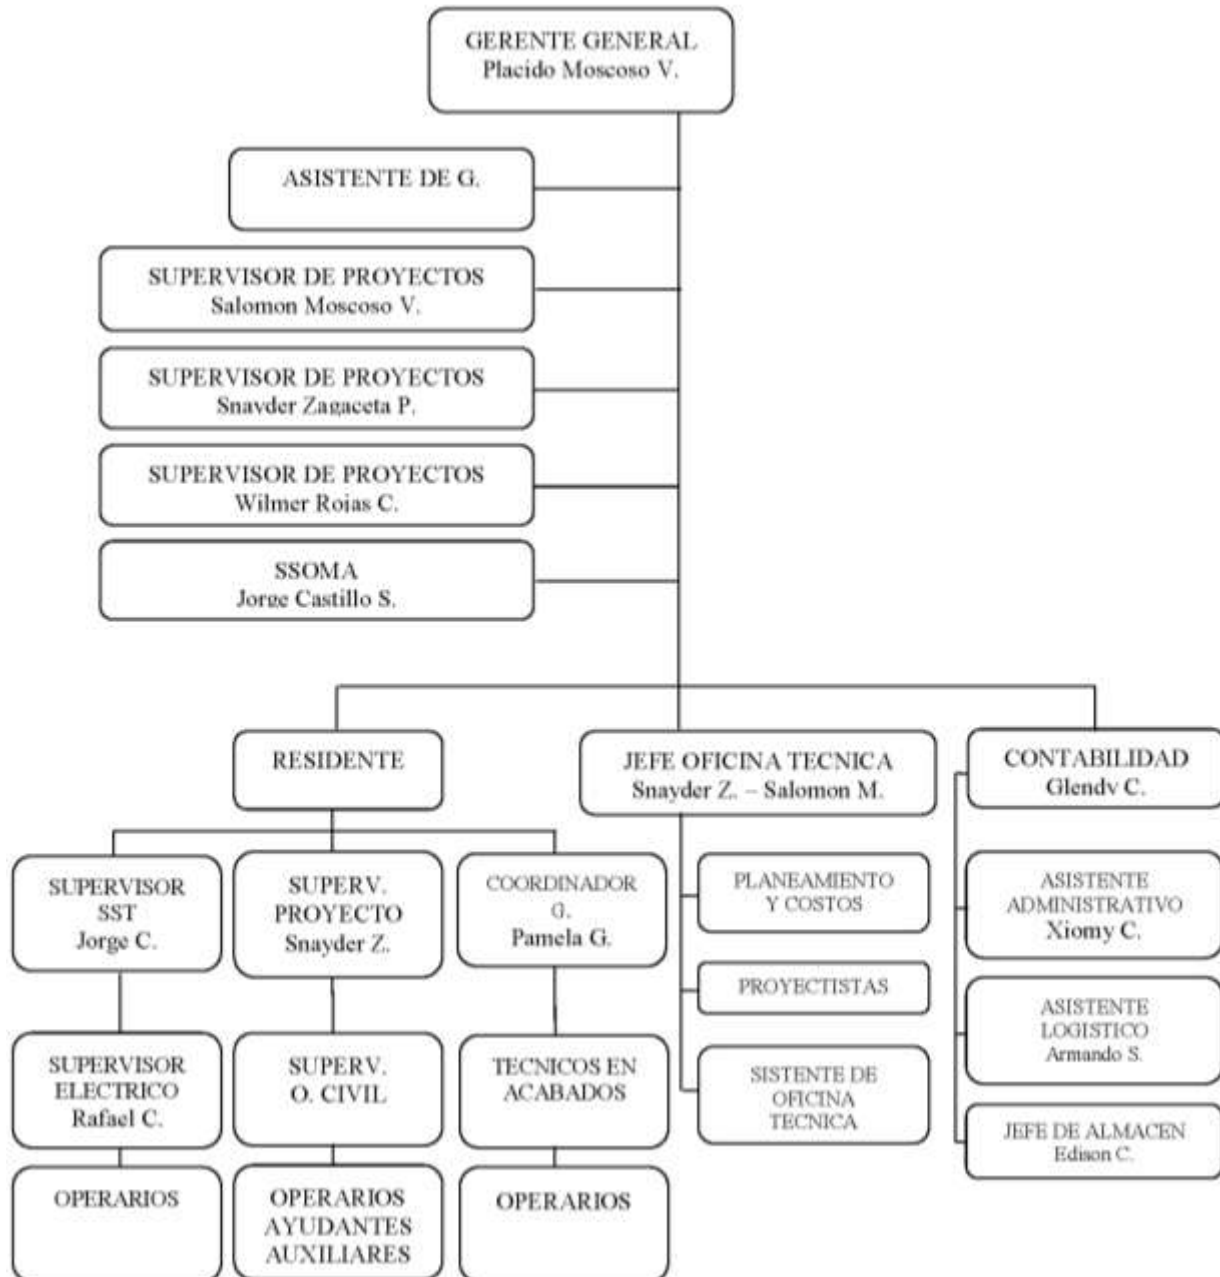 GERENTE GENERAL
Placido Moscoso V.
ASISTENTE DE G.
SUPERVISOR DE PROYECTOS
Salomon Moscoso V.
SUPERVISOR DE PROYECTOS
Snayder Zagaceta P.
SUPERVISOR DE PROYECTOS
Wilmer Rojas C.
SSOMA
Jorge Castillo S.
RESIDENTE
JEFE OFICINA TECNICA
Snayder Z. – Salomon M.
CONTABILIDAD
Glendy C.
SUPERVISOR
SST
Jorge C.
SUPERV.
PROYECTO
Snayder Z.
COORDINADOR
G.
Pamela G.
PLANEAMIENTO
Y COSTOS
ASISTENTE
ADMINISTRATIVO
Xiomy C.
PROYECTISTAS
ASISTENTE
LOGISTICO
Armando S.
SUPERVISOR
ELECTRICO
Rafael C.
SUPERV.
O. CIVIL
TECNICOS EN
ACABADOS
SISTENTE DE
OFICINA
TECNICA
JEFE DE ALMACEN
Edison C.
OPERARIOS
OPERARIOS
AYUDANTES
AUXILIARES
OPERARIOS